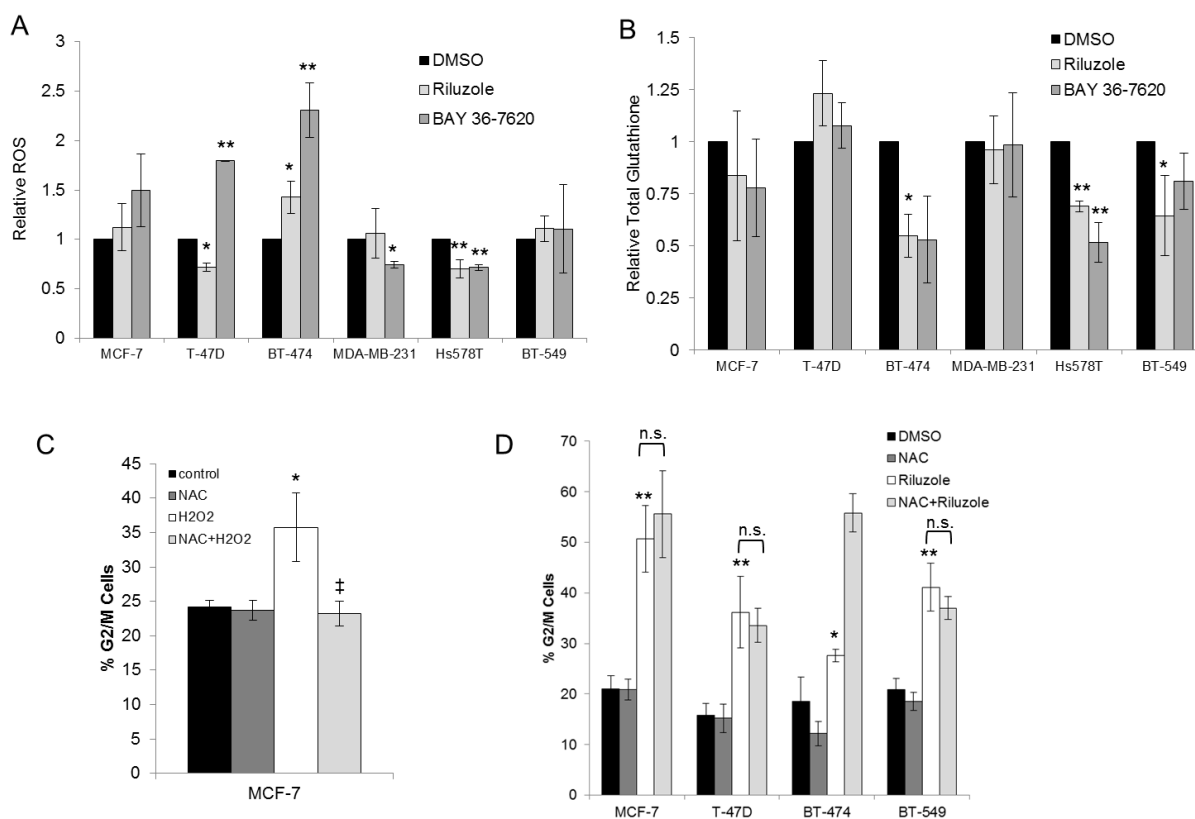 A
Relative ROS
3
2.5
2
1.5
1
0.5
0
DMSO
Riluzole
BAY 36-7620
* ** * ** * ** **
MCF-7 T-47D BT-474 MDA-MB-231 Hs578T BT-549
B
Relative Total Glutathione
1.5
1.25
1
0.75
0.5
0.25
0
DMSO
Riluzole
BAY 36-7620
* ** ** *
MCF-7 T-47D BT-474 MDA-MB-231 Hs578T BT-549
C
% G2/M Cells
45
40
35
30
25
20
15
10
5
0
control
NAC
H2O2
NAC+H2O2
*
‡
MCF-7
D
% G2/M Cells
70
60
50
40
30
20
10
0
DMSO
NAC
Riluzole
NAC+Riluzole
n.s.
**
n.s.
**
*
n.s.
**
MCF-7 T-47D BT-474 BT-549